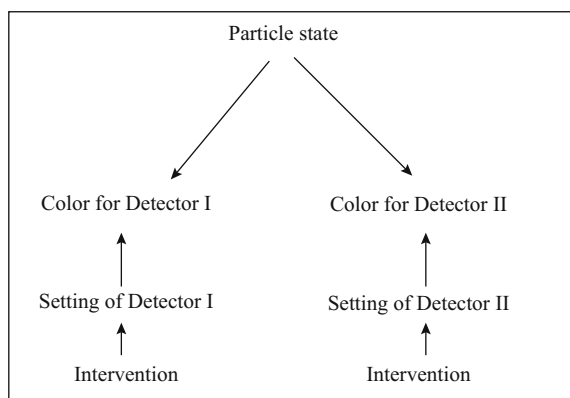 Particle state
Color for Detector I
Color for Detector II
Setting of Detector I
Setting of Detector II
Intervention
Intervention